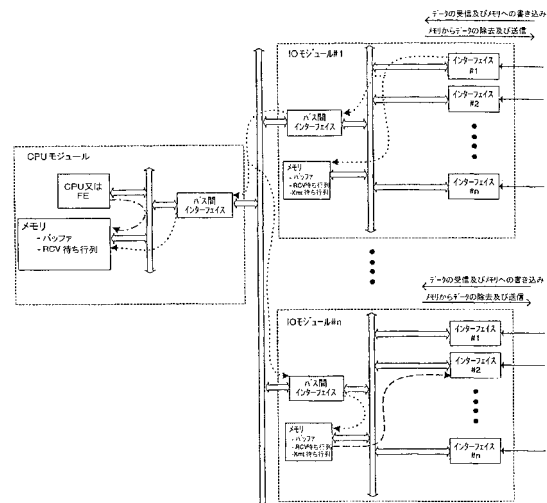 データの受信及びメモリへの書き込み
メモリからデータの除去及び送信
IOモジュール#1
インターフェイス
#1
インターフェイス
#2
バス間
インターフェイス
メモリ
- バッファ
- RCV待ち行列
- Xmt待ち行列
インターフェイス
#n
CPUモジュール
CPU又は
FE
バス間
インターフェイス
メモリ
- バッファ
- RCV 待ち行列
データの受信及びメモリへの書き込み
メモリからデータの除去及び送信
IOモジュール#n
インターフェイス
#1
インターフェイス
#2
バス間
インターフェイス
メモリ
- バッファ
- RCV待ち行列
- Xmt待ち行列
インターフェイス
#n